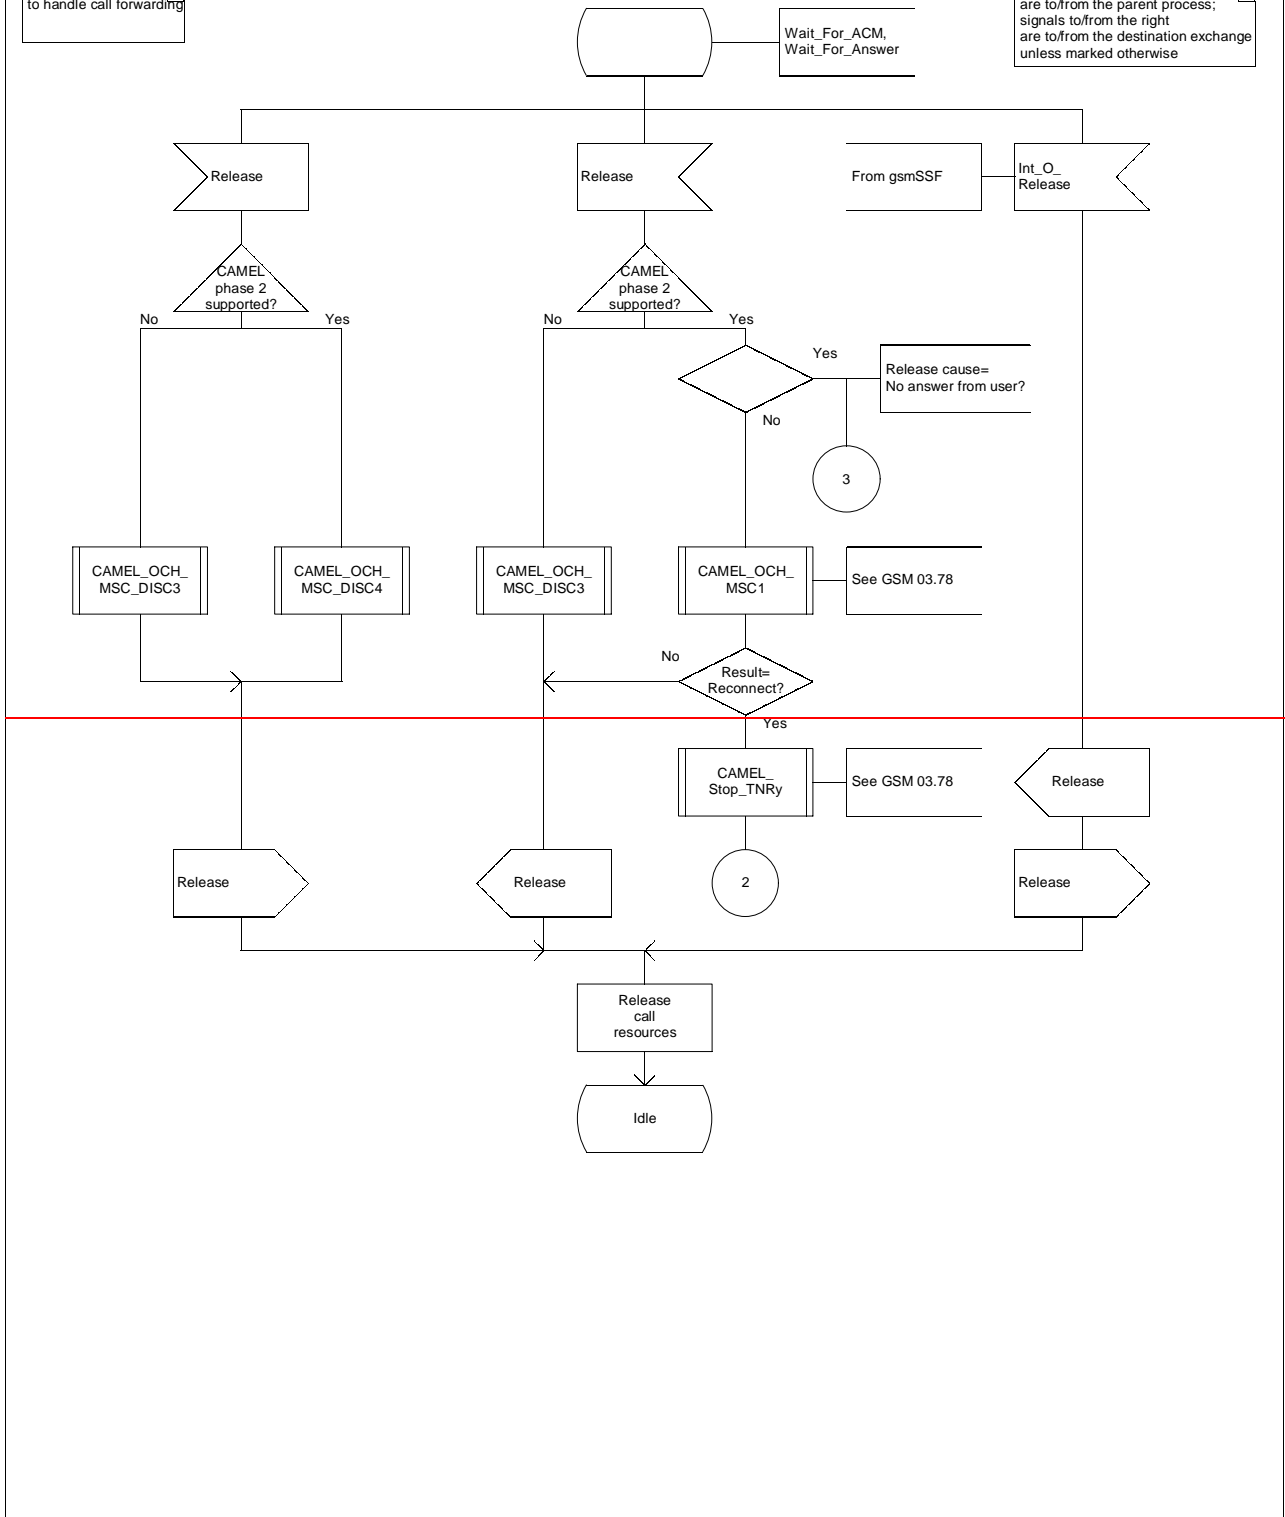 to handle call forwarding
are to/from the parent process;
signals to/from the right
are to/from the destination exchange
unless marked otherwise
Wait_For_ACM,
Wait_For_Answer
Release
Release
From gsmSSF
Int_O_
Release
CAMEL
phase 2
supported?
CAMEL
phase 2
supported?
No
Yes
No
Yes
Yes
Release cause=
No answer from user?
No
3
CAMEL_OCH_
MSC_DISC3
CAMEL_OCH_
MSC_DISC4
CAMEL_OCH_
MSC_DISC3
CAMEL_OCH_
MSC1
See GSM 03.78
No
Result=
Reconnect?
Yes
CAMEL_
Stop_TNRy
See GSM 03.78
Release
Release
Release
2
Release
Release
call
resources
Idle